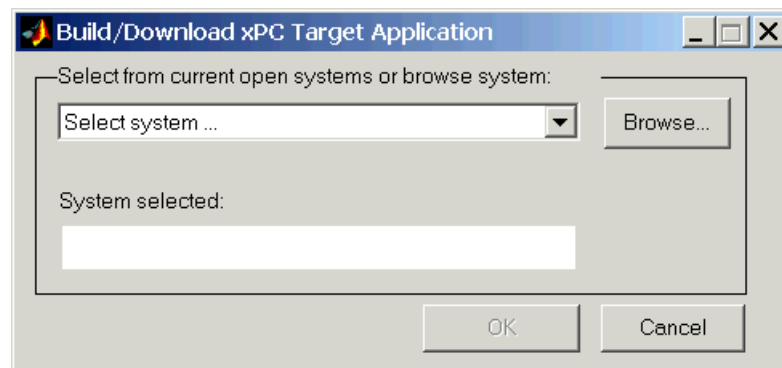 Build/Download xPC Target Application
Select from current open systems or browse system:
Select system ...
Browse...
System selected:
OK
Cancel